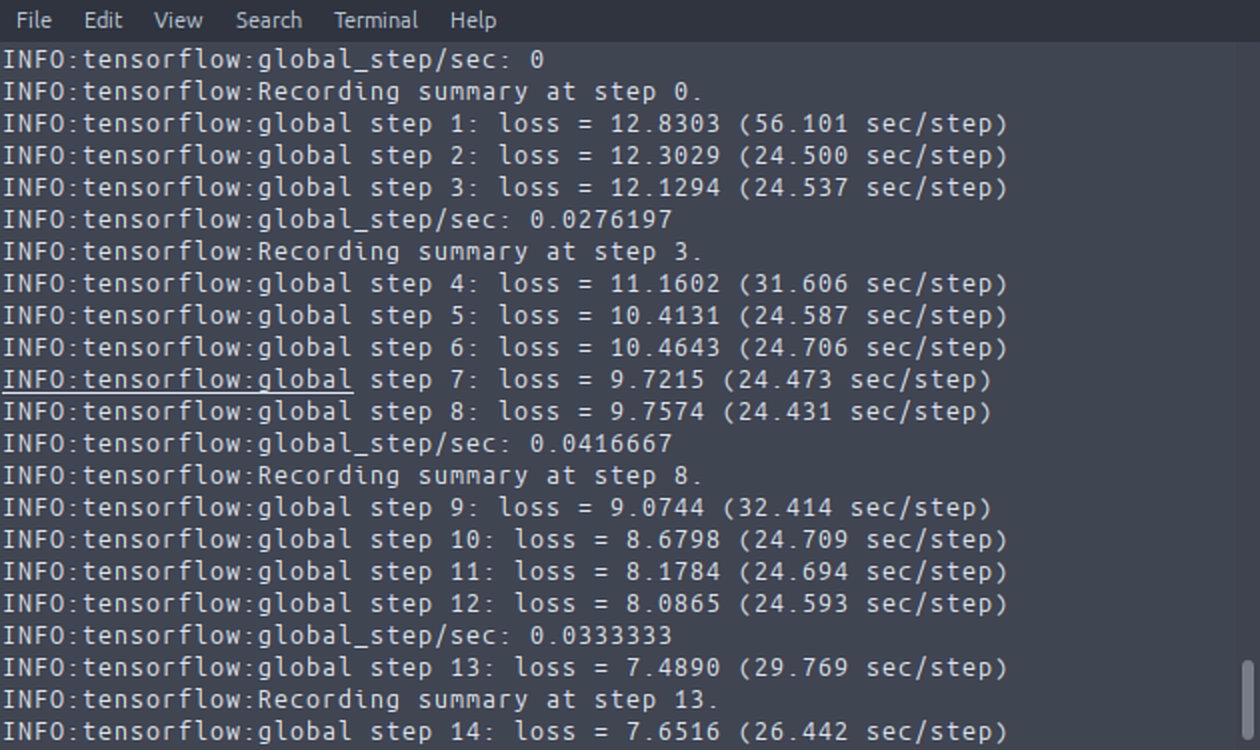 File Edit View Search Terminal Help
INFO:tensorflow:global_step/sec: 0
INFO:tensorflow:Recording summary at step 0.
INFO:tensorflow:global step 1: loss = 12.8303 (56.101 sec/step)
INFO:tensorflow:global step 2: loss = 12.3029 (24.500 sec/step)
INFO:tensorflow:global step 3: loss = 12.1294 (24.537 sec/step)
INFO:tensorflow:global_step/sec: 0.0276197
INFO:tensorflow:Recording summary at step 3.
INFO:tensorflow:global step 4: loss = 11.1602 (31.606 sec/step)
INFO:tensorflow:global step 5: loss = 10.4131 (24.587 sec/step)
INFO:tensorflow:global step 6: loss = 10.4643 (24.706 sec/step)
INFO:tensorflow:global step 7: loss = 9.7215 (24.473 sec/step)
INFO:tensorflow:global step 8: loss = 9.7574 (24.431 sec/step)
INFO:tensorflow:global_step/sec: 0.0416667
INFO:tensorflow:Recording summary at step 8.
INFO:tensorflow:global step 9: loss = 9.0744 (32.414 sec/step)
INFO:tensorflow:global step 10: loss = 8.6798 (24.709 sec/step)
INFO:tensorflow:global step 11: loss = 8.1784 (24.694 sec/step)
INFO:tensorflow:global step 12: loss = 8.0865 (24.593 sec/step)
INFO:tensorflow:global_step/sec: 0.0333333
INFO:tensorflow:global step 13: loss = 7.4890 (29.769 sec/step)
INFO:tensorflow:Recording summary at step 13.
INFO:tensorflow:global step 14: loss = 7.6516 (26.442 sec/step)